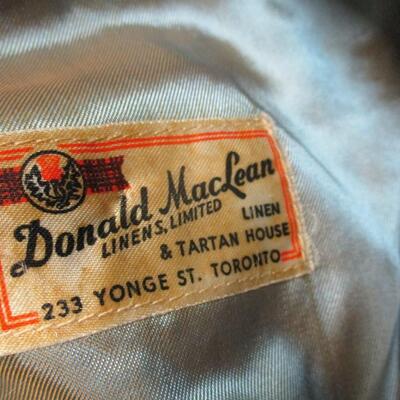 Donald MacLean
LINENS, LIMITED LINEN
& TARTAN HOUSE
233 YONGE ST. TORONTO